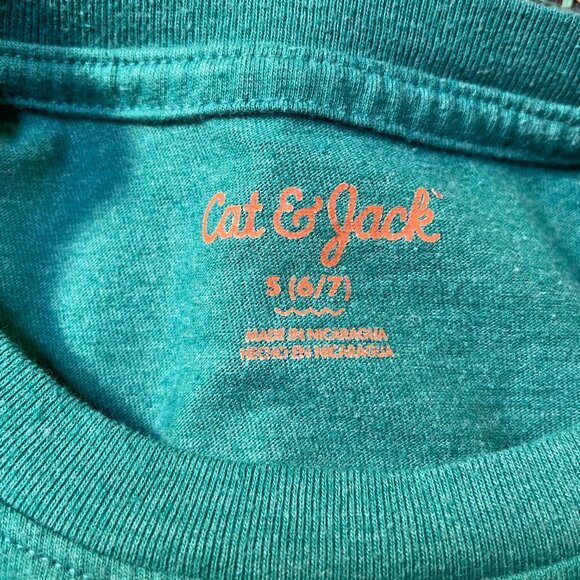 Cat & Jack
S (6/7)
MADE IN NICARAGUA
HECHO EN NICARAGUA